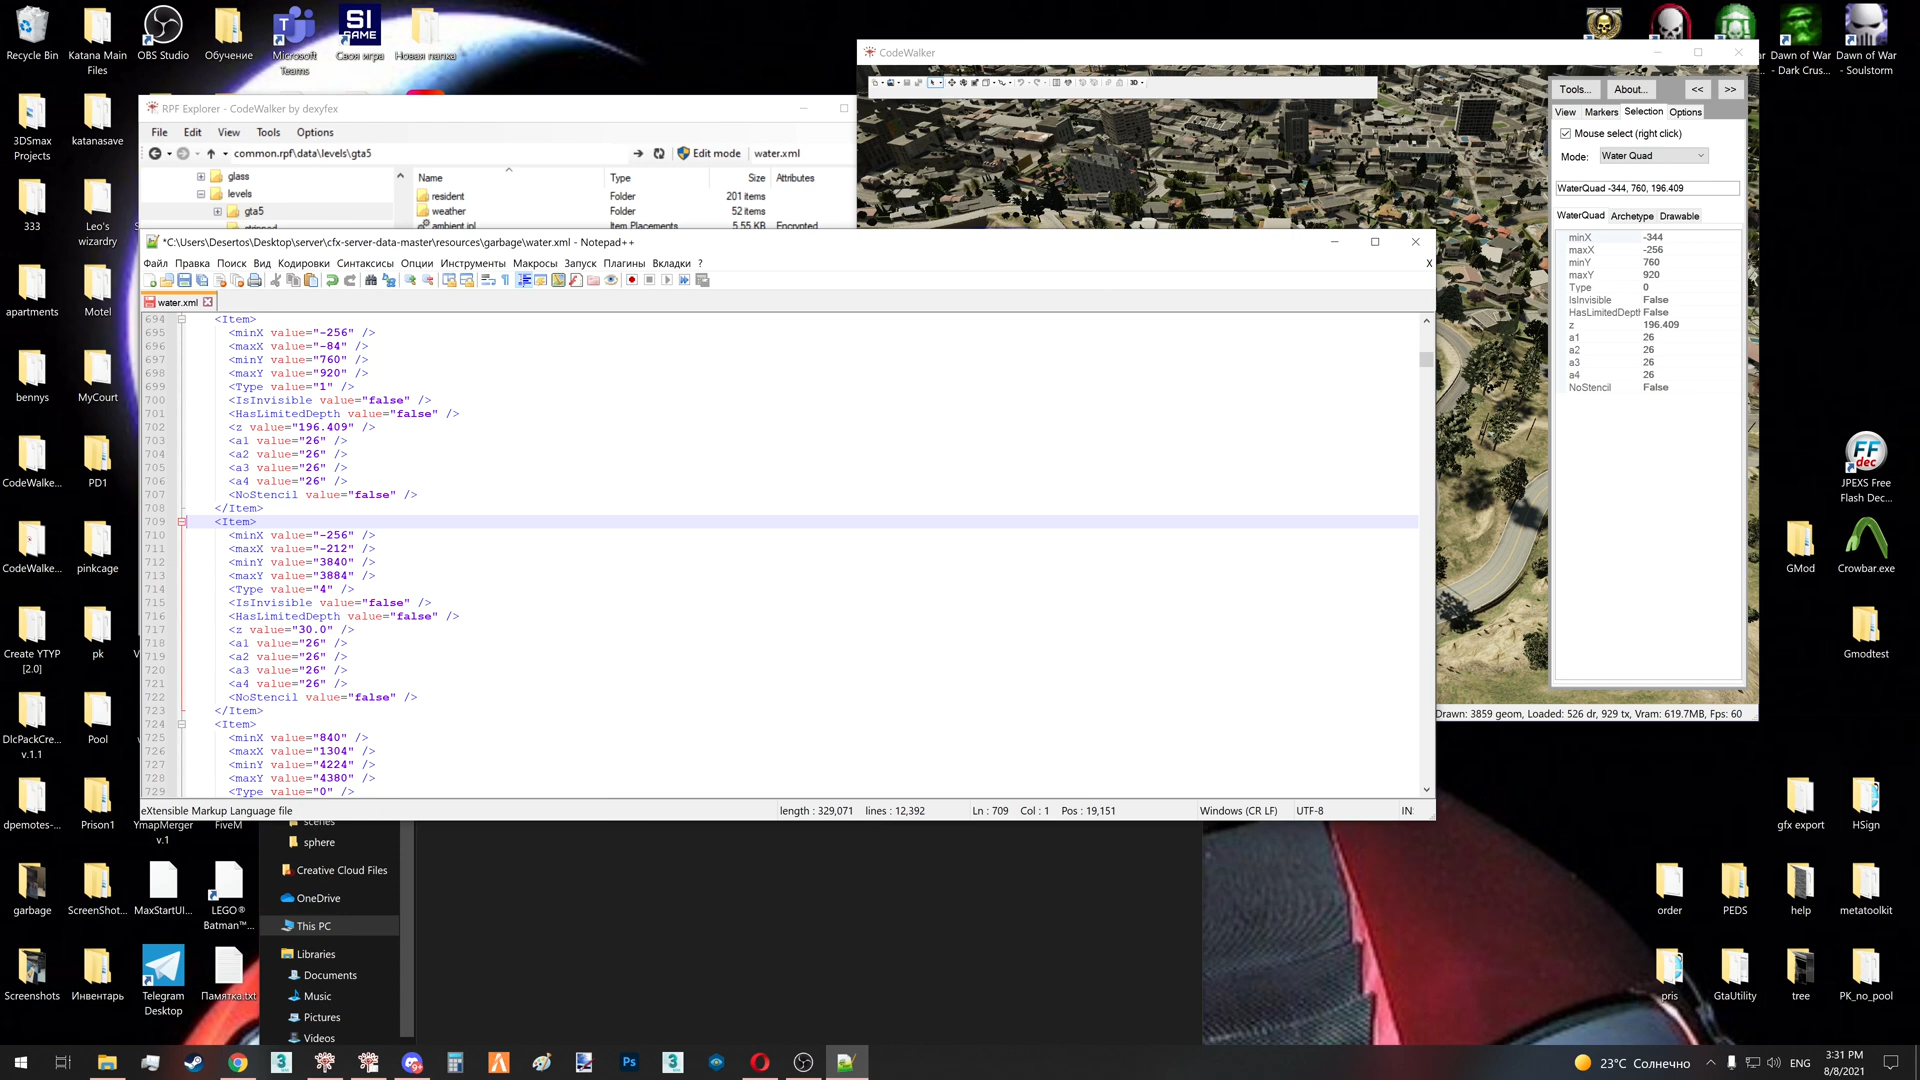 Recycle Bin
Katana Main Files
OBS Studio
Обучение
Microsoft Teams
SI GAME
Своя игра
Новая папка
Dawn of War - Dark Crus...
Dawn of War - Soulstorm
3DSmax Projects
katanasave
333
Leo's wizardry
apartments
Motel
bennys
MyCourt
CodeWalke...
PD1
CodeWalke...
pinkcage
Create YTYP [2.0]
pk
DlcPackCre... v.1.1
Pool
dpemotes-...
Prison1
YmapMerger v.1
FiveM
garbage
ScreenShot...
MaxStartUI...
LEGO® Batman™...
Screenshots
Инвентарь
Telegram Desktop
Памятка.txt
RPF Explorer - CodeWalker by dexyfex
File Edit View Tools Options
common.rpf\data\levels\gta5
Edit mode
water.xml
glass
levels
gta5
Name Type Size Attributes
resident Folder 201 items
weather Folder 52 items
ambient.ipl Item Placements 5.55 KB Encrypted
CodeWalker
3D
Tools... About... << >>
View Markers Selection Options
Mouse select (right click)
Mode: Water Quad
WaterQuad -344, 760, 196.409
WaterQuad Archetype Drawable
minX -344
maxX -256
minY 760
maxY 920
Type 0
IsInvisible False
HasLimitedDepth False
z 196.409
a1 26
a2 26
a3 26
a4 26
NoStencil False
Drawn: 3859 geom, Loaded: 526 dr, 929 tx, Vram: 619.7MB, Fps: 60
*C:\Users\Desertos\Desktop\server\cfx-server-data-master\resources\garbage\water.xml - Notepad++
Файл Правка Поиск Вид Кодировки Синтаксисы Опции Инструменты Макросы Запуск Плагины Вкладки ? X
water.xml
694 <Item>
695 <minX value="-256" />
696 <maxX value="-84" />
697 <minY value="760" />
698 <maxY value="920" />
699 <Type value="1" />
700 <IsInvisible value="false" />
701 <HasLimitedDepth value="false" />
702 <z value="196.409" />
703 <a1 value="26" />
704 <a2 value="26" />
705 <a3 value="26" />
706 <a4 value="26" />
707 <NoStencil value="false" />
708 </Item>
709 <Item>
710 <minX value="-256" />
711 <maxX value="-212" />
712 <minY value="3840" />
713 <maxY value="3884" />
714 <Type value="4" />
715 <IsInvisible value="false" />
716 <HasLimitedDepth value="false" />
717 <z value="30.0" />
718 <a1 value="26" />
719 <a2 value="26" />
720 <a3 value="26" />
721 <a4 value="26" />
722 <NoStencil value="false" />
723 </Item>
724 <Item>
725 <minX value="840" />
726 <maxX value="1304" />
727 <minY value="4224" />
728 <maxY value="4380" />
729 <Type value="0" />
eXtensible Markup Language file length : 329,071 lines : 12,392 Ln : 709 Col : 1 Pos : 19,151 Windows (CR LF) UTF-8 IN
scenes
sphere
Creative Cloud Files
OneDrive
This PC
Libraries
Documents
Music
Pictures
Videos
FF dec
JPEXS Free Flash Dec...
GMod
Crowbar.exe
Gmodtest
gfx export
HSign
order
PEDS
help
metatoolkit
pris
GtaUtility
tree
PK_no_pool
23°C Солнечно
ENG
3:31 PM
8/8/2021